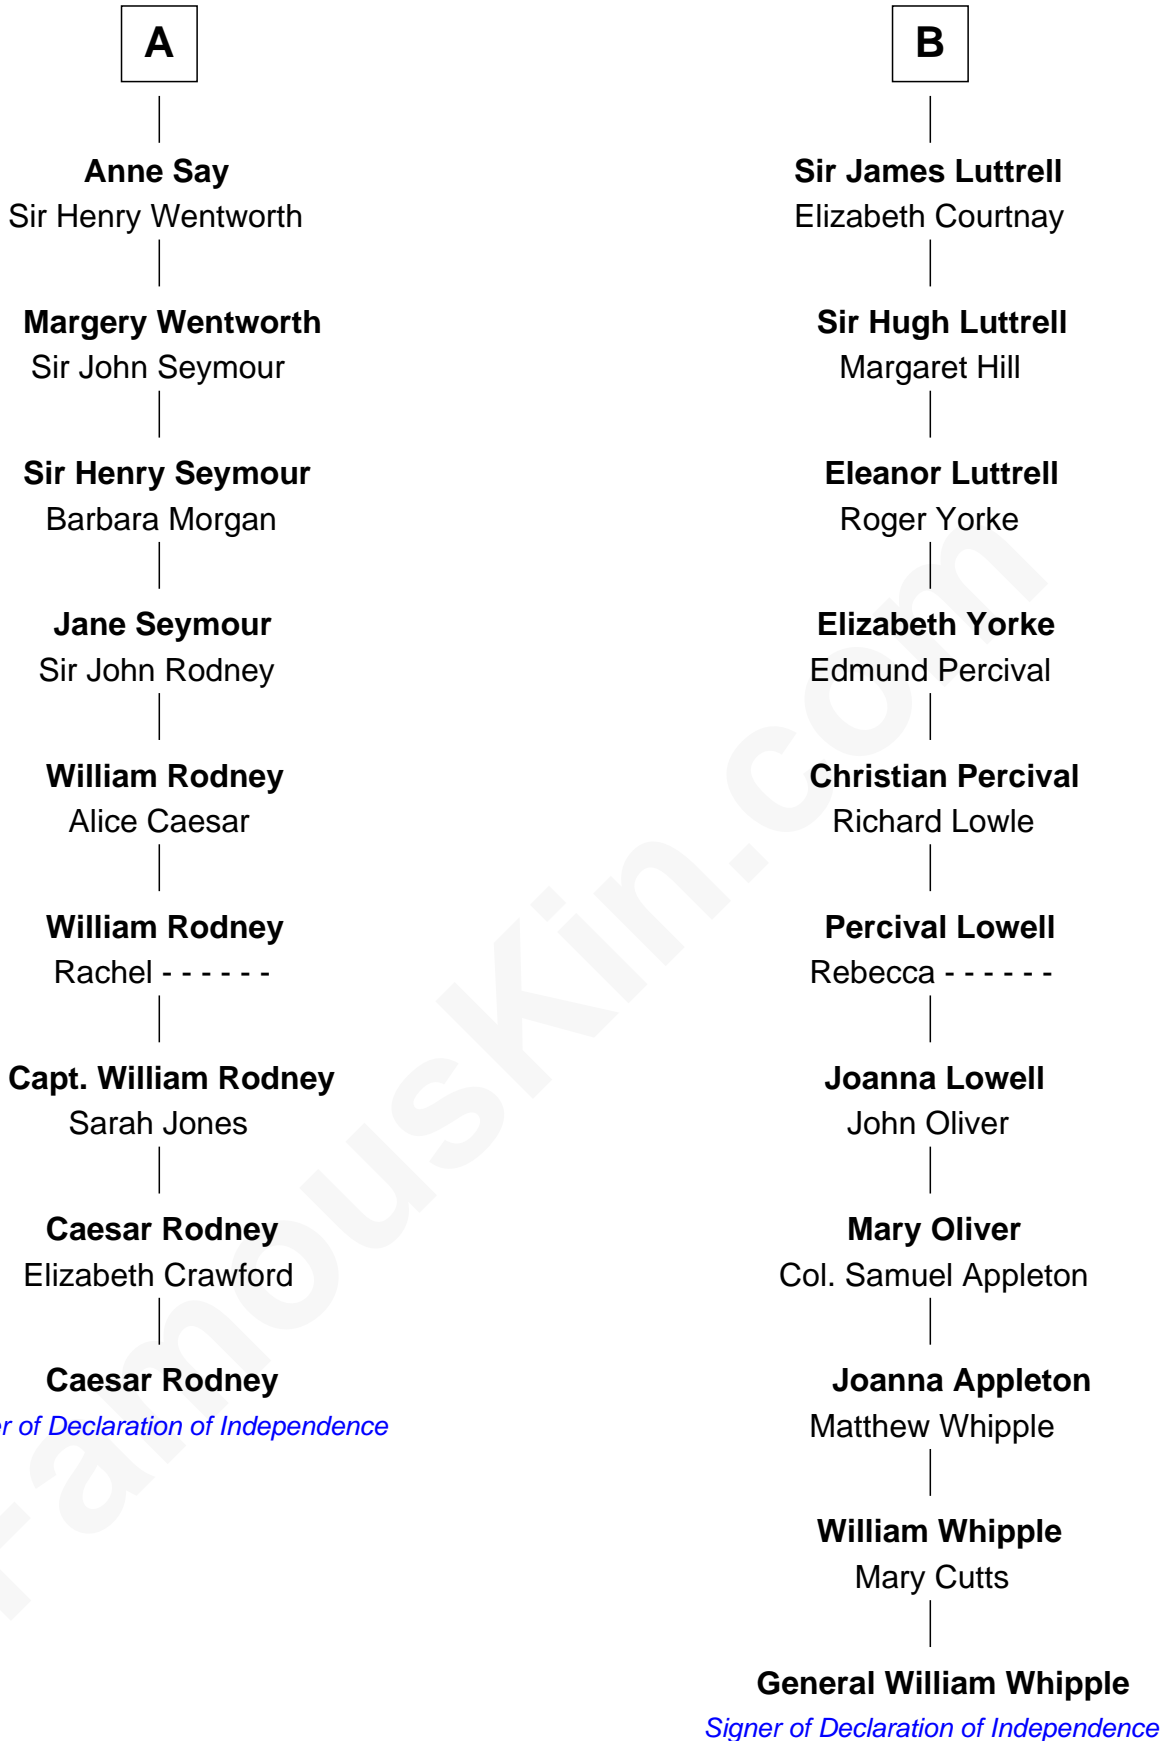 A
Anne Say
Sir Henry Wentworth
Margery Wentworth
Sir John Seymour
Sir Henry Seymour
Barbara Morgan
Jane Seymour
Sir John Rodney
William Rodney
Alice Caesar
William Rodney
Rachel - - - - - -
Capt. William Rodney
Sarah Jones
Caesar Rodney
Elizabeth Crawford
Caesar Rodney
er of Declaration of Independence
B
Sir James Luttrell
Elizabeth Courtnay
Sir Hugh Luttrell
Margaret Hill
Eleanor Luttrell
Roger Yorke
Elizabeth Yorke
Edmund Percival
Christian Percival
Richard Lowle
Percival Lowell
Rebecca - - - - - -
Joanna Lowell
John Oliver
Mary Oliver
Col. Samuel Appleton
Joanna Appleton
Matthew Whipple
William Whipple
Mary Cutts
General William Whipple
Signer of Declaration of Independence
FamousKin.com